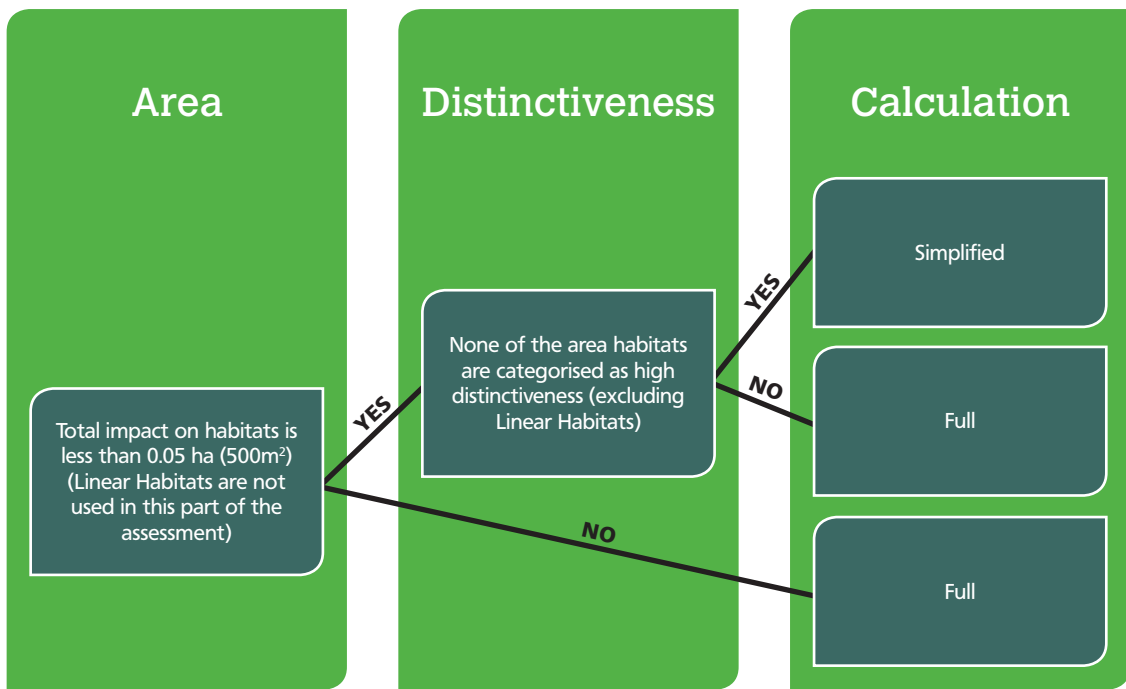 Area
Distinctiveness
Calculation
Total impact on habitats is
less than 0.05 ha (500m²)
(Linear Habitats are not
used in this part of the
assessment)
YES
NO
None of the area habitats
are categorised as high
distinctiveness (excluding
Linear Habitats)
YES
NO
Simplified
Full
Full